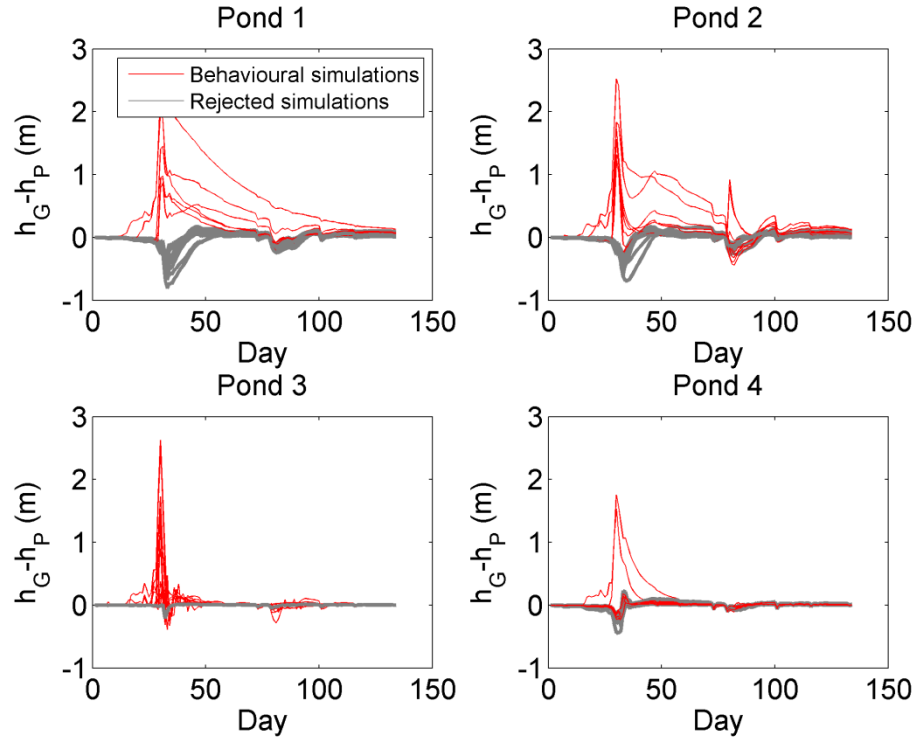 Pond 1
3
2
1
0
-1
h_G-h_P (m)
Behavioural simulations
Rejected simulations
0 50 100 150
Day
Pond 2
3
2
1
0
-1
h_G-h_P (m)
0 50 100 150
Day
Pond 3
3
2
1
0
-1
h_G-h_P (m)
0 50 100 150
Day
Pond 4
3
2
1
0
-1
h_G-h_P (m)
0 50 100 150
Day